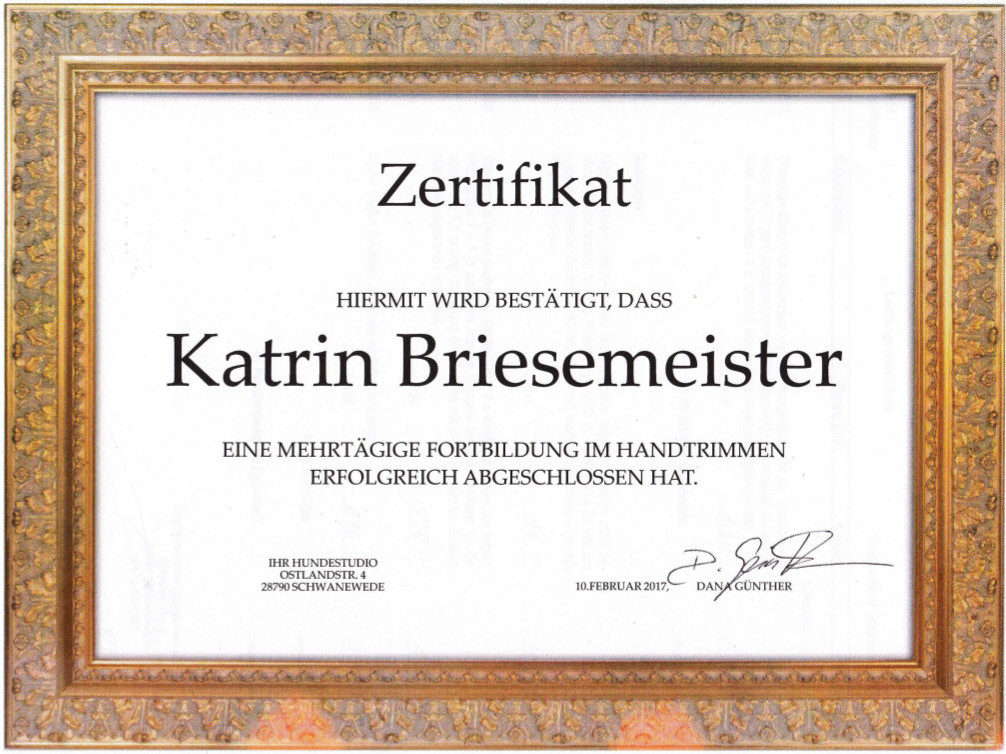 Zertifikat
HIERMIT WIRD BESTÄTIGT, DASS
Katrin Briesemeister
EINE MEHRTÄGIGE FORTBILDUNG IM HANDTRIMMEN
ERFOLGREICH ABGESCHLOSSEN HAT.
IHR HUNDESTUDIO
OSTLANDSTR. 4
28790 SCHWANEWEDE
10.FEBRUAR 2017, DANA GÜNTHER